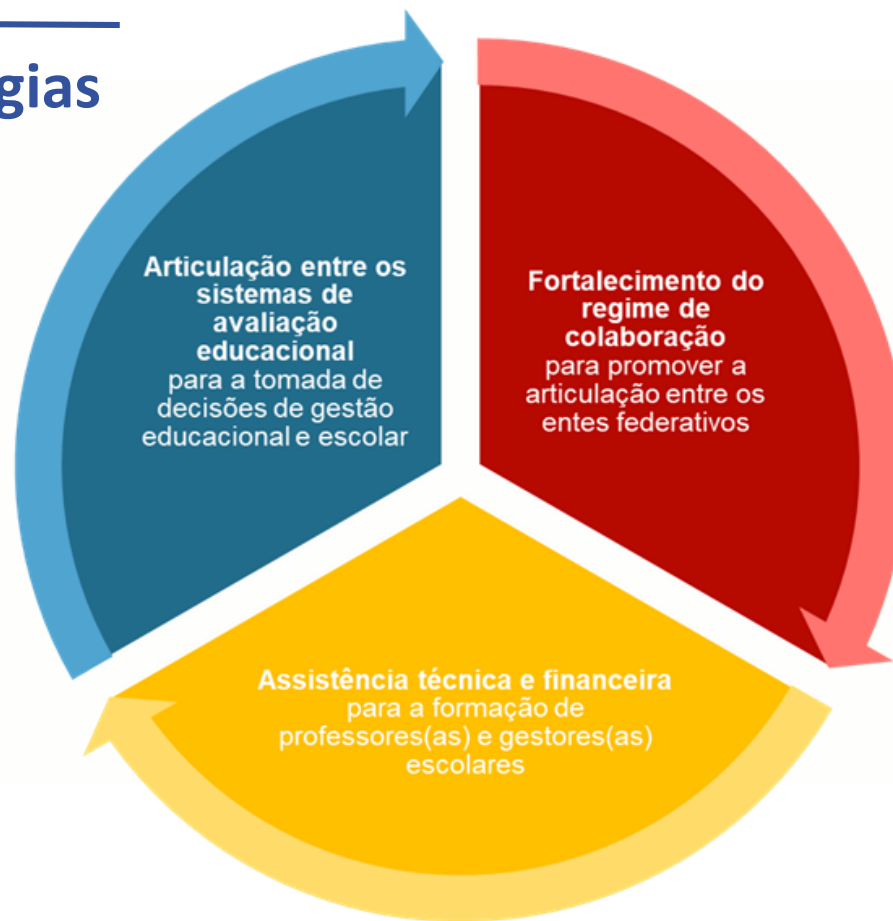 gias
Articulação entre os
sistemas de
avaliação
educacional
para a tomada de
decisões de gestão
educacional e escolar
Fortalecimento do
regime de
colaboração
para promover a
articulação entre os
entes federativos
Assistência técnica e financeira
para a formação de
professores(as) e gestores(as)
escolares